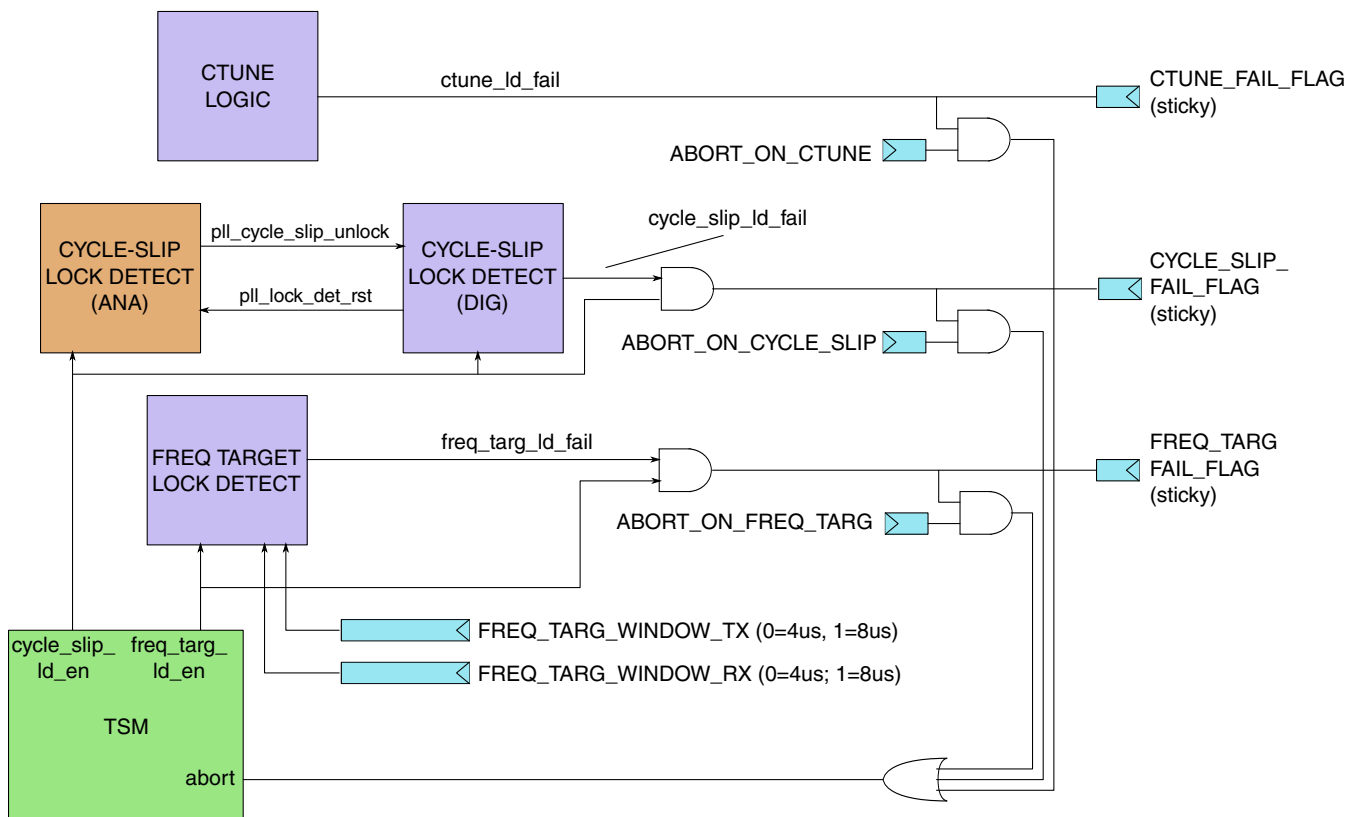 CTUNE
LOGIC
ctune_ld_fail
CTUNE_FAIL_FLAG
(sticky)
ABORT_ON_CTUNE
CYCLE-SLIP
LOCK DETECT
(ANA)
pll_cycle_slip_unlock
pll_lock_det_rst
CYCLE-SLIP
LOCK DETECT
(DIG)
cycle_slip_ld_fail
CYCLE_SLIP_
FAIL_FLAG
(sticky)
ABORT_ON_CYCLE_SLIP
FREQ TARGET
LOCK DETECT
freq_targ_ld_fail
FREQ_TARG
FAIL_FLAG
(sticky)
ABORT_ON_FREQ_TARG
FREQ_TARG_WINDOW_TX (0=4us, 1=8us)
FREQ_TARG_WINDOW_RX (0=4us; 1=8us)
cycle_slip_
ld_en
freq_targ_
ld_en
TSM
abort